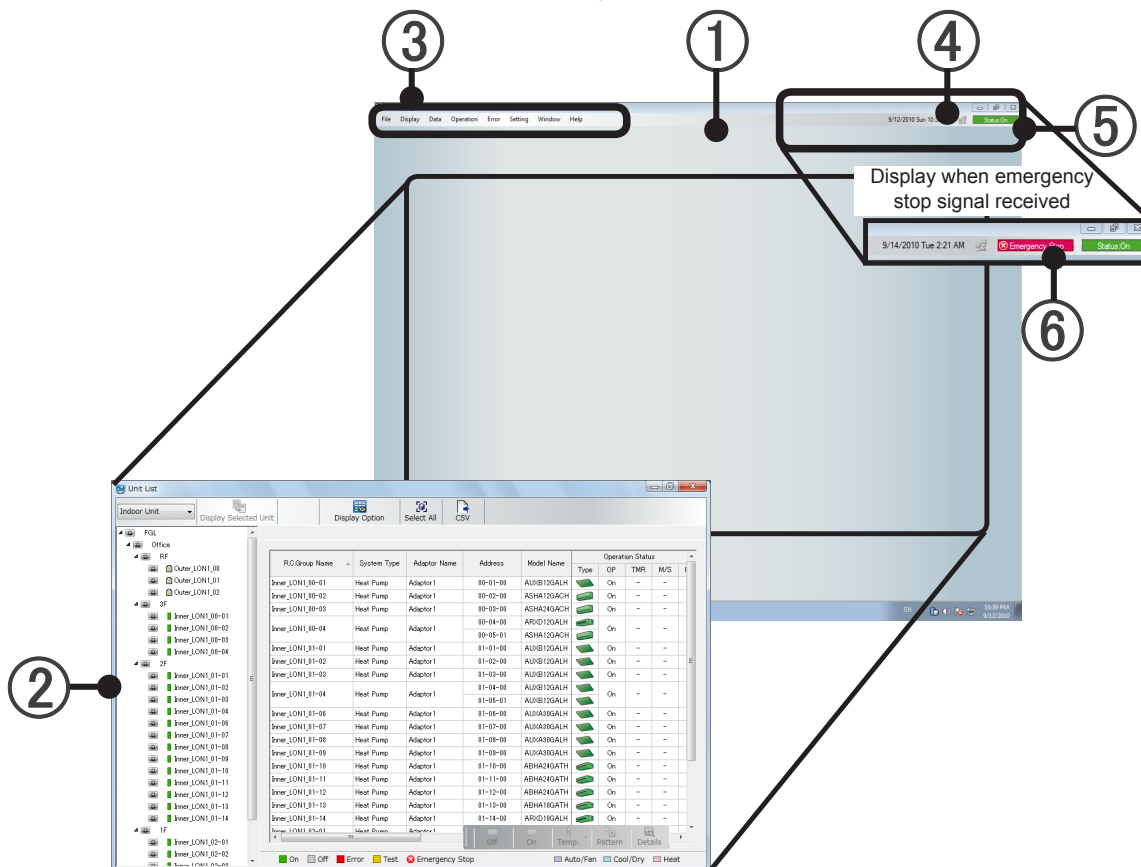 ③
①
④
File Display Data Operation Error Setting Window Help
9/12/2010 Sun 10:
Status:On
⑤
Display when emergency
stop signal received
9/14/2010 Tue 2:21 AM
Emergency Stop
Status:On
⑥
Unit List
Indoor Unit
Display Selected Unit
Display Option
Select All
CSV
FGL
Office
RF
Outer_LON1_00
Outer_LON1_01
Outer_LON1_02
3F
Inner_LON1_00-01
Inner_LON1_00-02
Inner_LON1_00-03
Inner_LON1_00-04
2F
Inner_LON1_01-01
Inner_LON1_01-02
Inner_LON1_01-03
Inner_LON1_01-04
Inner_LON1_01-06
Inner_LON1_01-07
Inner_LON1_01-08
Inner_LON1_01-09
Inner_LON1_01-10
Inner_LON1_01-11
Inner_LON1_01-12
Inner_LON1_01-13
Inner_LON1_01-14
1F
Inner_LON1_02-01
Inner_LON1_02-02
②
Operation Status
R.C.Group Name System Type Adaptor Name Address Model Name Type OP TMR M/S
Inner_LON1_00-01 Heat Pump Adaptor1 00-01-00 AUXB12GALH On - -
Inner_LON1_00-02 Heat Pump Adaptor1 00-02-00 ASHA12GACH On - -
Inner_LON1_00-03 Heat Pump Adaptor1 00-03-00 ASHA24GACH On - -
Inner_LON1_00-04 Heat Pump Adaptor1 00-04-00 ARXD12GALH On - -
00-05-01 ASHA12GACH
Inner_LON1_01-01 Heat Pump Adaptor1 01-01-00 AUXB12GALH On - -
Inner_LON1_01-02 Heat Pump Adaptor1 01-02-00 AUXB12GALH On - -
Inner_LON1_01-03 Heat Pump Adaptor1 01-03-00 AUXB12GALH On - -
Inner_LON1_01-04 Heat Pump Adaptor1 01-04-00 AUXB12GALH On - -
01-05-01 AUXB12GALH
Inner_LON1_01-06 Heat Pump Adaptor1 01-06-00 AUXA30GALH On - -
Inner_LON1_01-07 Heat Pump Adaptor1 01-07-00 AUXA30GALH On - -
Inner_LON1_01-08 Heat Pump Adaptor1 01-08-00 AUXA30GALH On - -
Inner_LON1_01-09 Heat Pump Adaptor1 01-09-00 AUXA30GALH On - -
Inner_LON1_01-10 Heat Pump Adaptor1 01-10-00 ABHA24GATH On - -
Inner_LON1_01-11 Heat Pump Adaptor1 01-11-00 ABHA24GATH On - -
Inner_LON1_01-12 Heat Pump Adaptor1 01-12-00 ABHA24GATH On - -
Inner_LON1_01-13 Heat Pump Adaptor1 01-13-00 ABHA18GATH On - -
Inner_LON1_01-14 Heat Pump Adaptor1 01-14-00 ARXD18GALH On - -
Inner_LON1_02-01 Heat Pump Adaptor1
Off On Temp. Pattern Details
On Off Error Test Emergency Stop Auto/Fan Cool/Dry Heat
EN
10:39 PM
9/12/2010